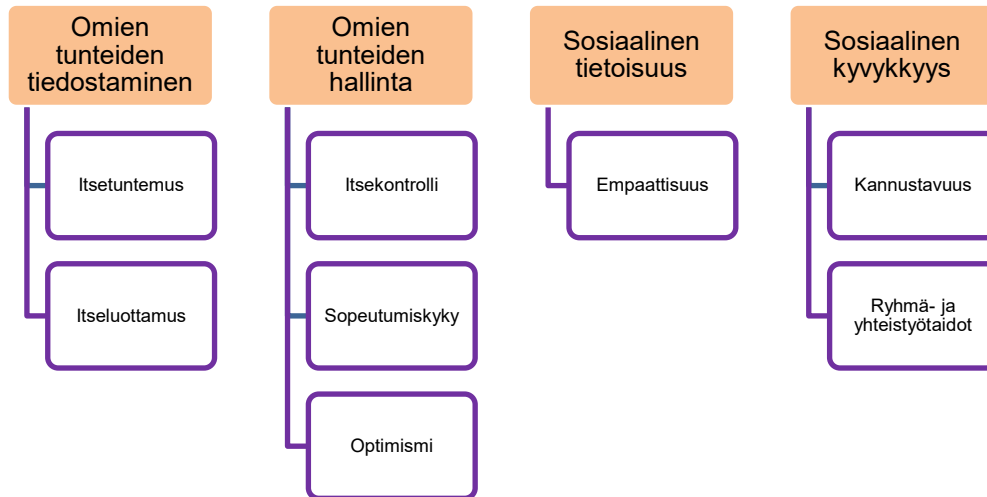 Omien
tunteiden
tiedostaminen
Itsetuntemus
Itseluottamus
Omien
tunteiden
hallinta
Itsekontrolli
Sopeutumiskyky
Optimismi
Sosiaalinen
tietoisuus
Empaattisuus
Sosiaalinen
kyvykkyys
Kannustavuus
Ryhmä- ja
yhteistyötaidot